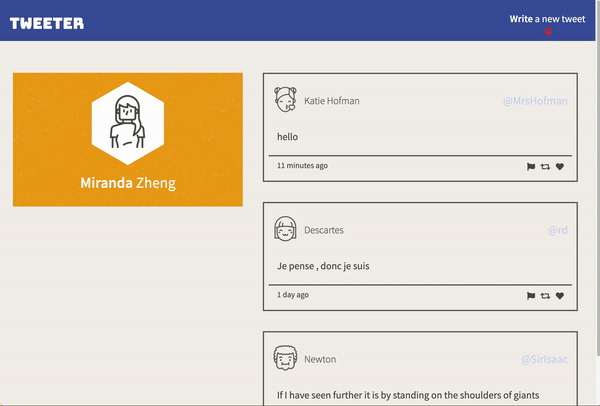 TWEETER
Write a new tweet
Miranda Zheng
Katie Hofman @MrsHofman
hello
11 minutes ago
Descartes @rd
Je pense , donc je suis
1 day ago
Newton @SirIsaac
If I have seen further it is by standing on the shoulders of giants